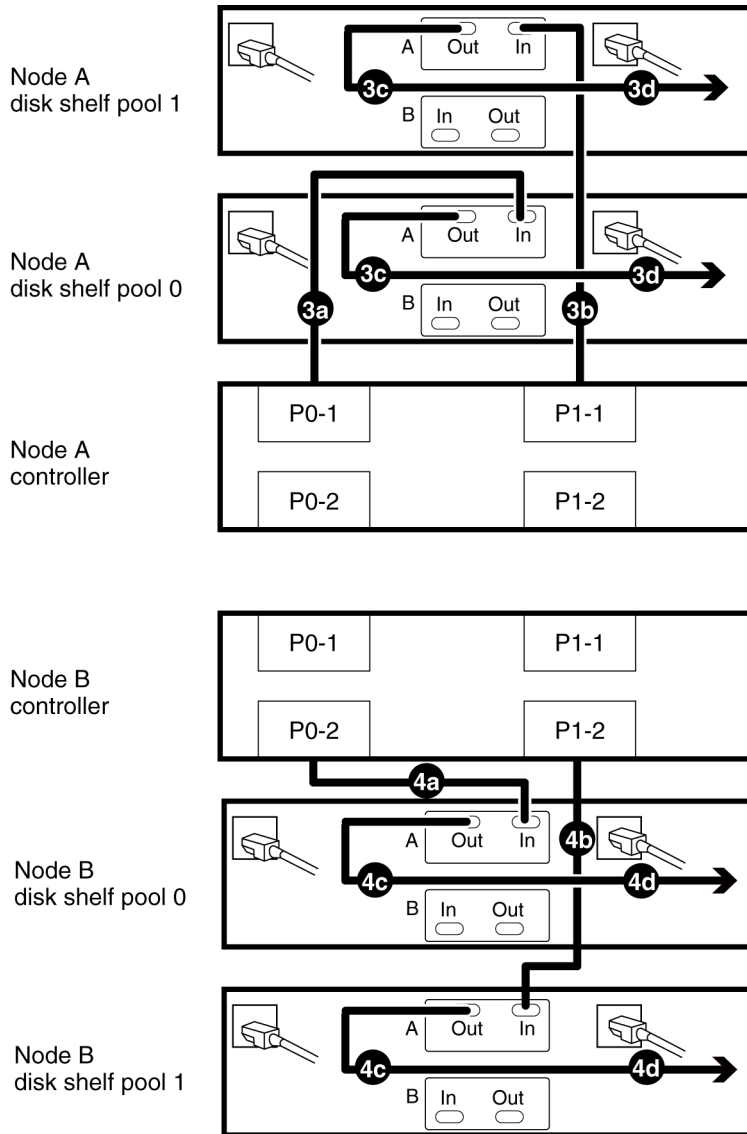 Node A
disk shelf pool 1
A
Out In
3c 3d
B
In Out
Node A
disk shelf pool 0
A
Out In
3c 3d
B
In Out
3a 3b
Node A
controller
P0-1 P1-1
P0-2 P1-2
Node B
controller
P0-1 P1-1
P0-2 P1-2
4a
Node B
disk shelf pool 0
A
Out In
4b
4c 4d
B
In Out
Node B
disk shelf pool 1
A
Out In
4c 4d
B
In Out